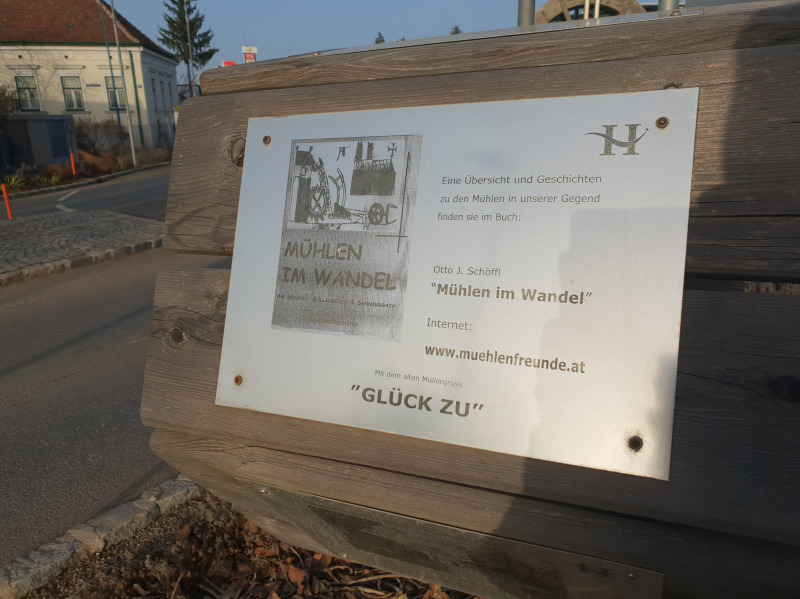 H
Eine Übersicht und Geschichten
zu den Mühlen in unserer Gegend
finden sie im Buch:
Otto J. Schöffl
"Mühlen im Wandel"
Internet:
www.muehlenfreunde.at
Mit dem alten Müllergruss:
"GLÜCK ZU"
MÜHLEN
IM WANDEL